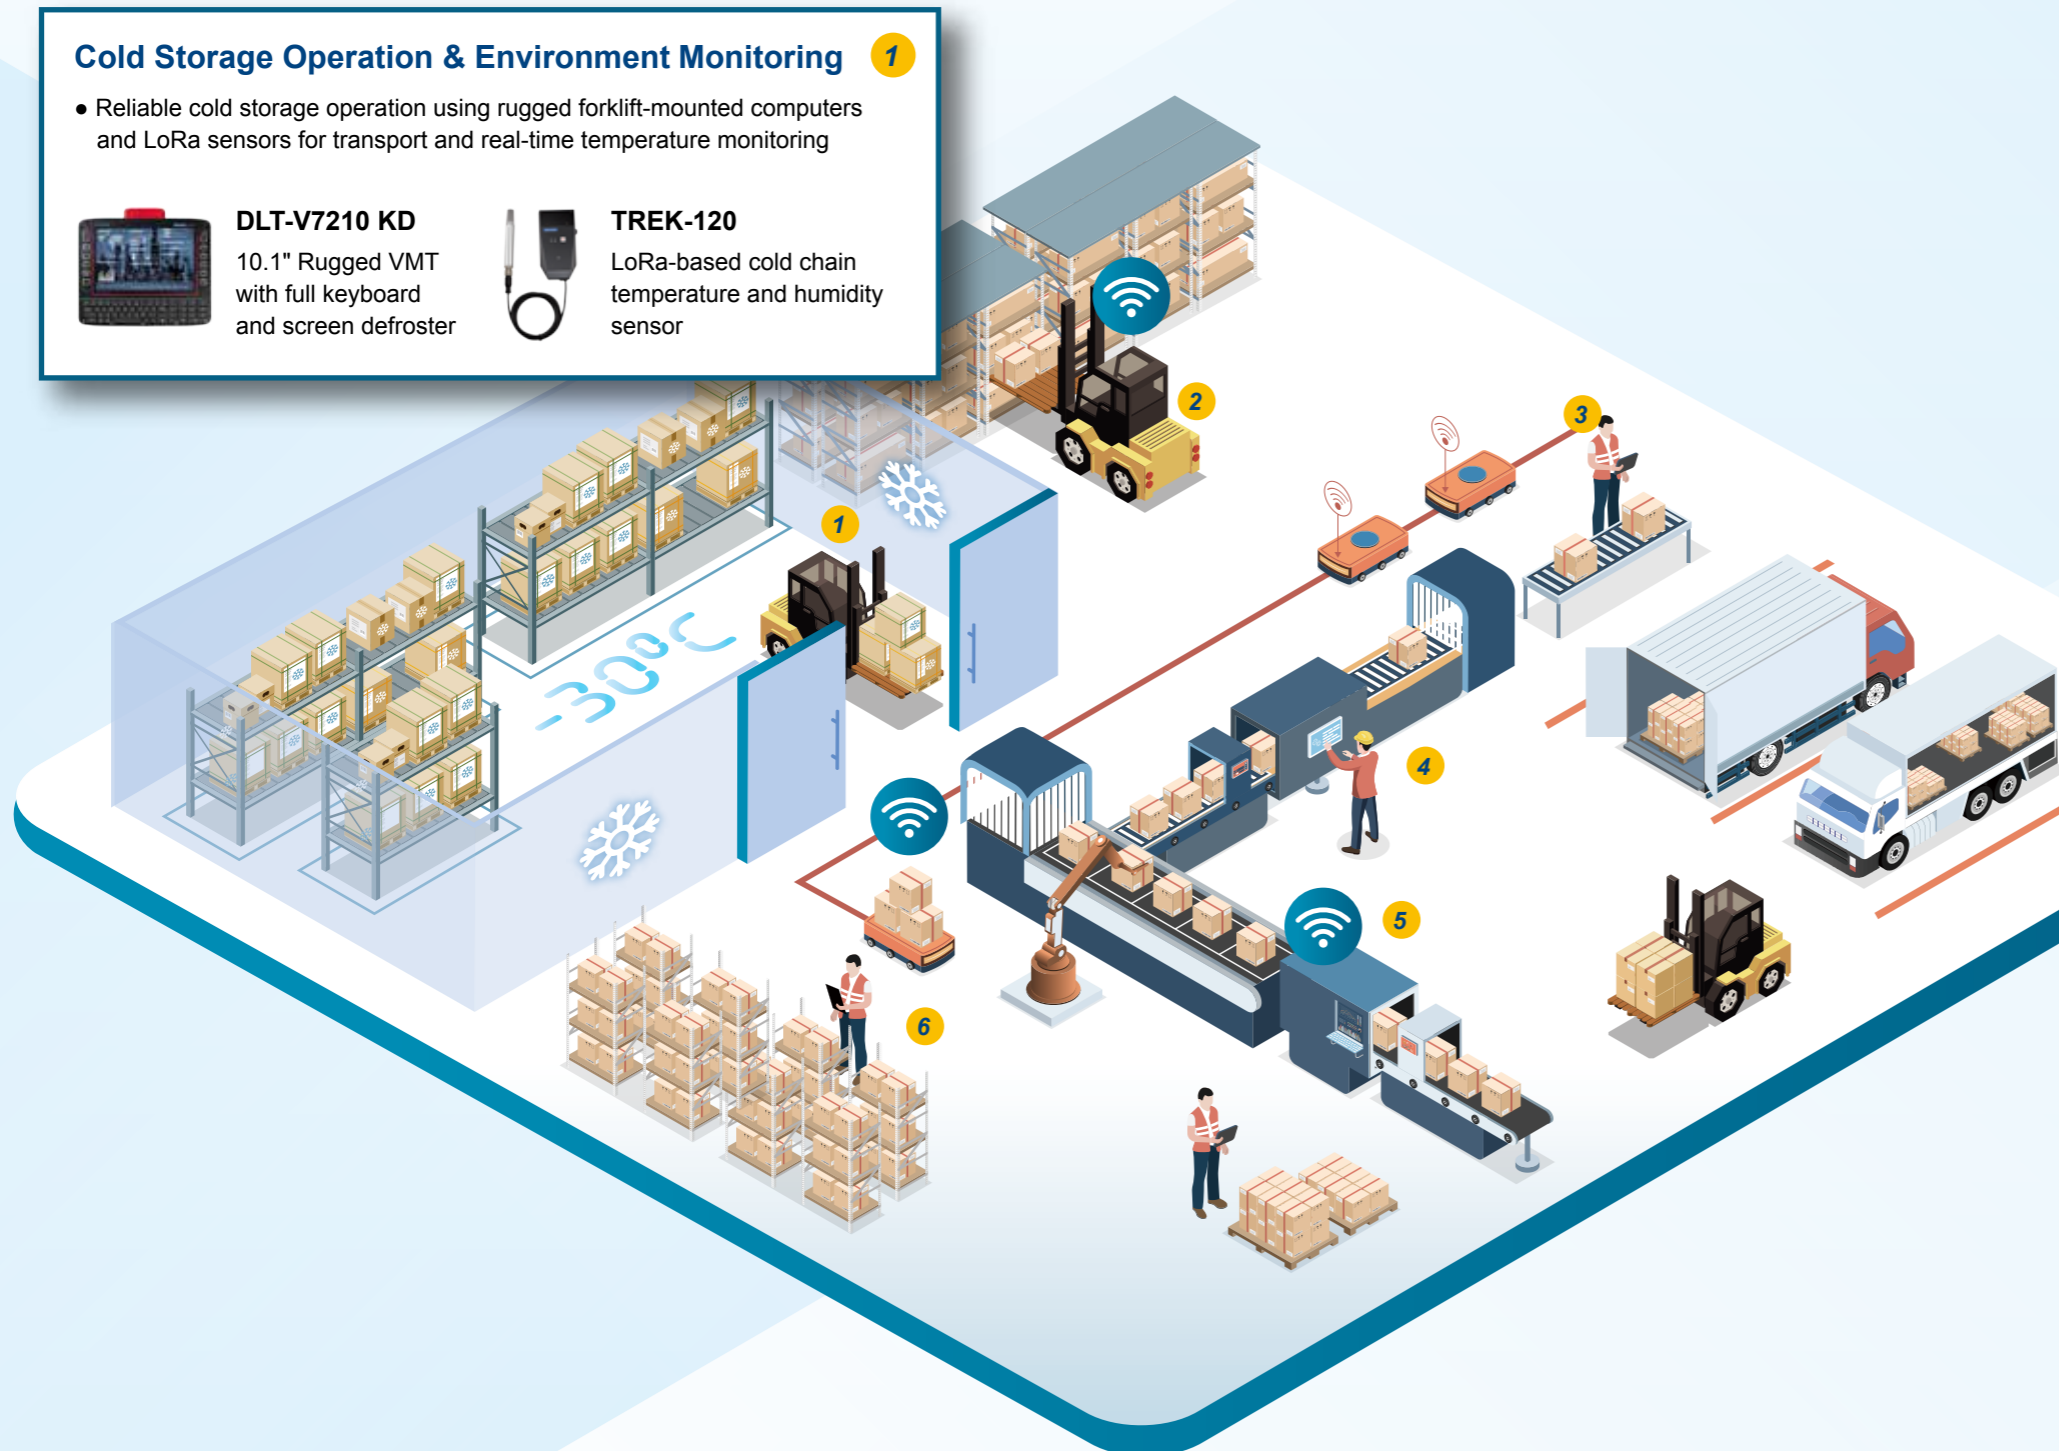 Cold Storage Operation & Environment Monitoring 1
● Reliable cold storage operation using rugged forklift-mounted computers
and LoRa sensors for transport and real-time temperature monitoring
DLT-V7210 KD
10.1" Rugged VMT
with full keyboard
and screen defroster
TREK-120
LoRa-based cold chain
temperature and humidity
sensor
2
3
1
-30°C
4
5
6